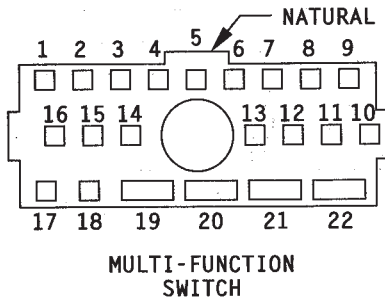 NATURAL
1 2 3 4 5 6 7 8 9
16 15 14 13 12 11 10
17 18 19 20 21 22
MULTI-FUNCTION
SWITCH